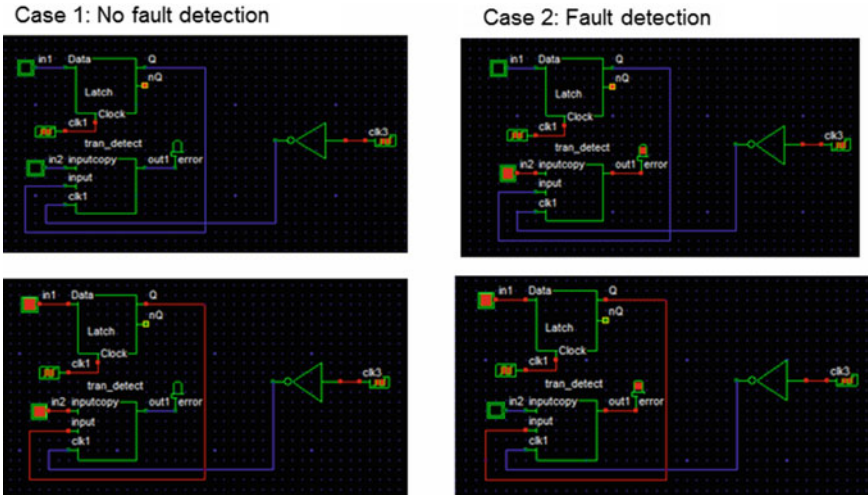 Case 1: No fault detection
in1 Data Q
nQ
Latch
Clock
clk1
clk3
tran_detect
in2 inputcopy out1 error
input
clk1
Case 2: Fault detection
in1 Data Q
nQ
Latch
Clock
clk1
clk3
tran_detect
in2 inputcopy out1 error
input
clk1
in1 Data Q
nQ
Latch
Clock
clk1
clk3
tran_detect
in2 inputcopy out1 error
input
clk1
in1 Data Q
nQ
Latch
Clock
clk1
clk3
tran_detect
in2 inputcopy out1 error
input
clk1